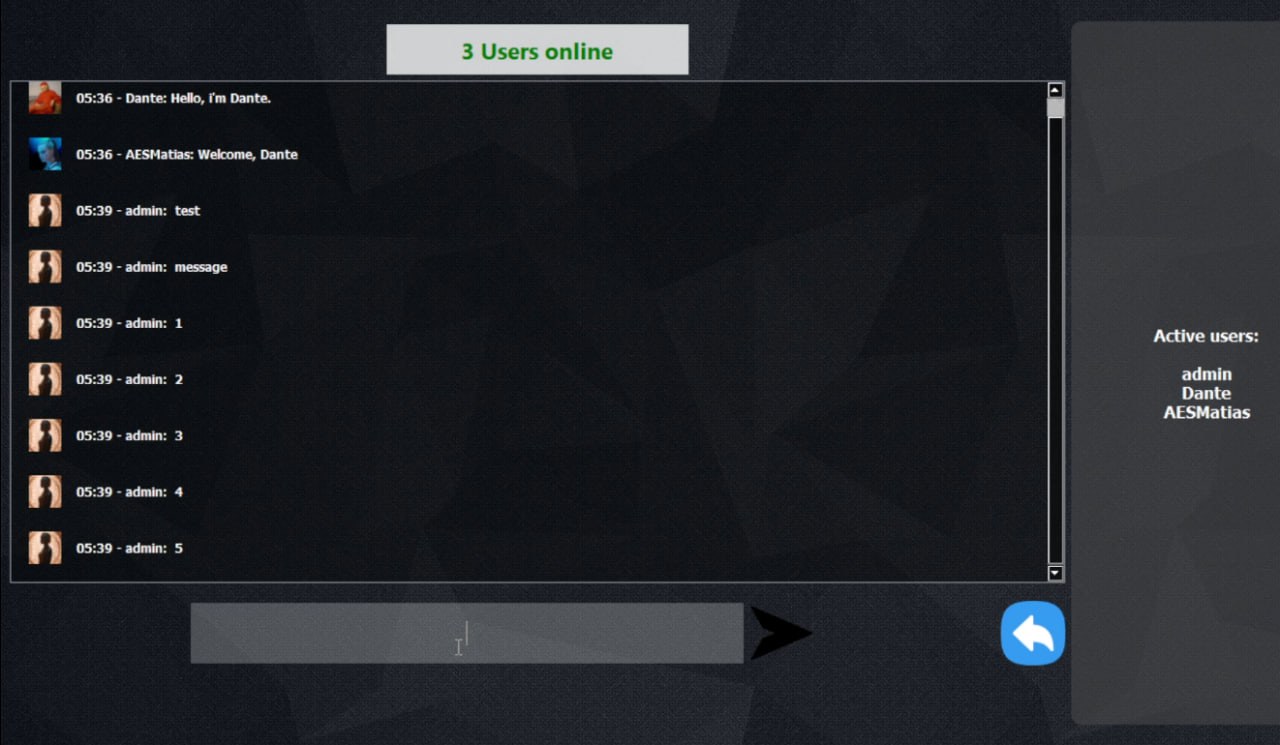 3 Users online
05:36 - Dante: Hello, i'm Dante.
05:36 - AESMatias: Welcome, Dante
05:39 - admin: test
05:39 - admin: message
05:39 - admin: 1
05:39 - admin: 2
05:39 - admin: 3
05:39 - admin: 4
05:39 - admin: 5
Active users:
admin
Dante
AESMatias